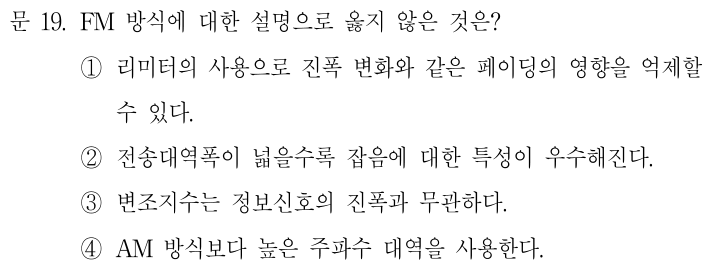 문 19. FM 방식에 대한 설명으로 옳지 않은 것은?
① 리미터의 사용으로 진폭 변화와 같은 페이딩의 영향을 억제할
수 있다.
② 전송대역폭이 넓을수록 잡음에 대한 특성이 우수해진다.
③ 변조지수는 정보신호의 진폭과 무관하다.
④ AM 방식보다 높은 주파수 대역을 사용한다.